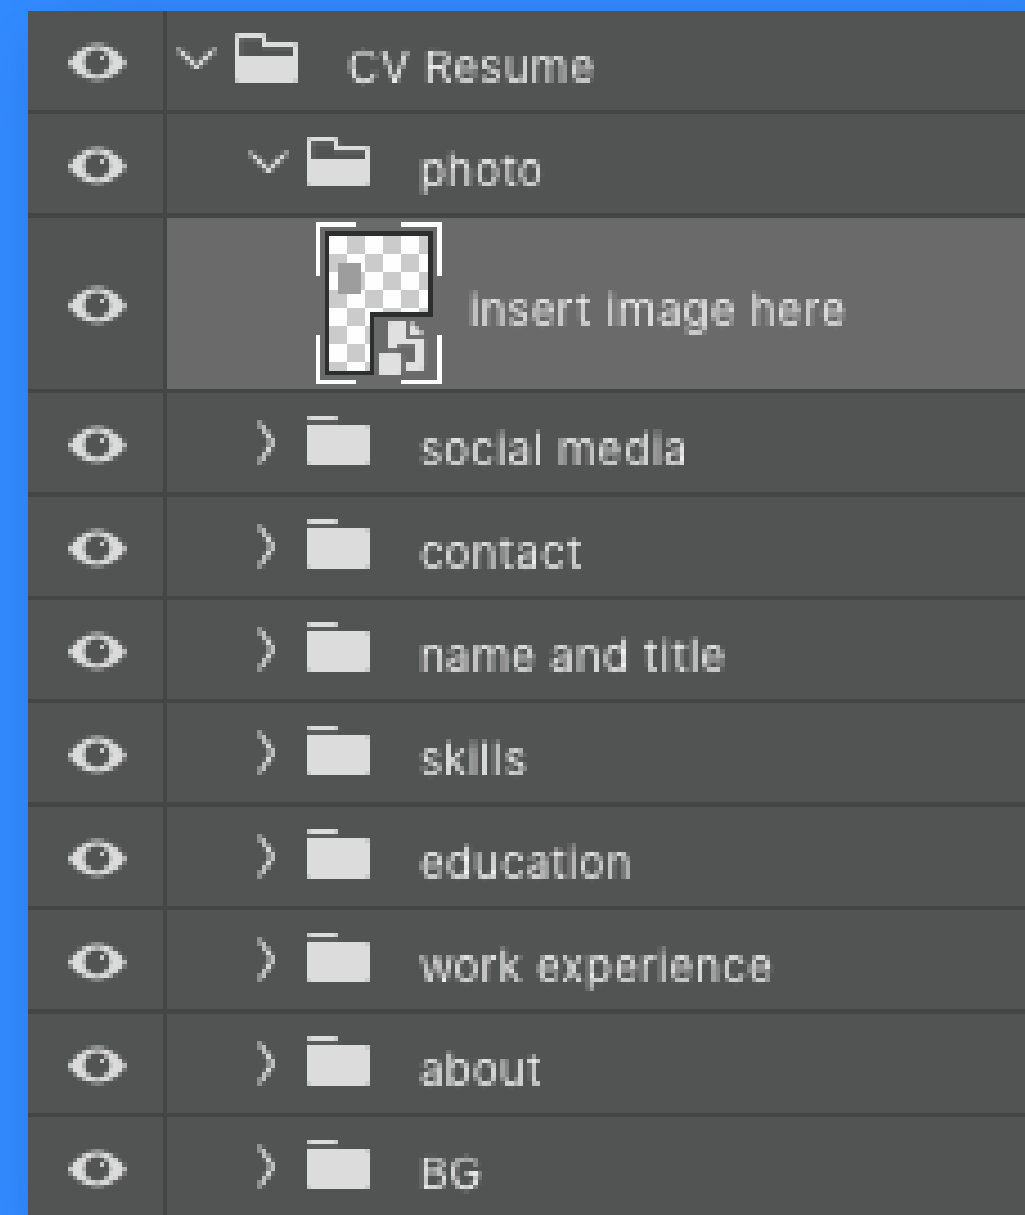 CV Resume
photo
insert image here
social media
contact
name and title
skills
education
work experience
about
BG